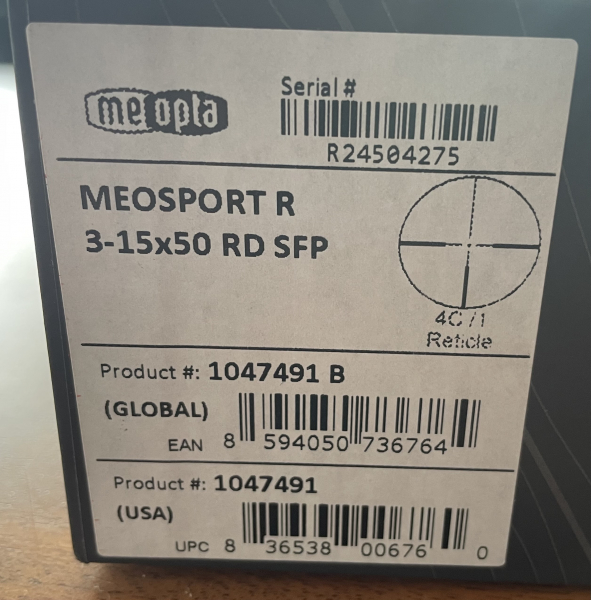 meopta
Serial #
R24504275
MEOSPORT R
3-15x50 RD SFP
4C /1
Reticle
Product #: 1047491 B
(GLOBAL)
EAN 8 594050 736764
Product #: 1047491
(USA)
UPC 8 36538 00676 0